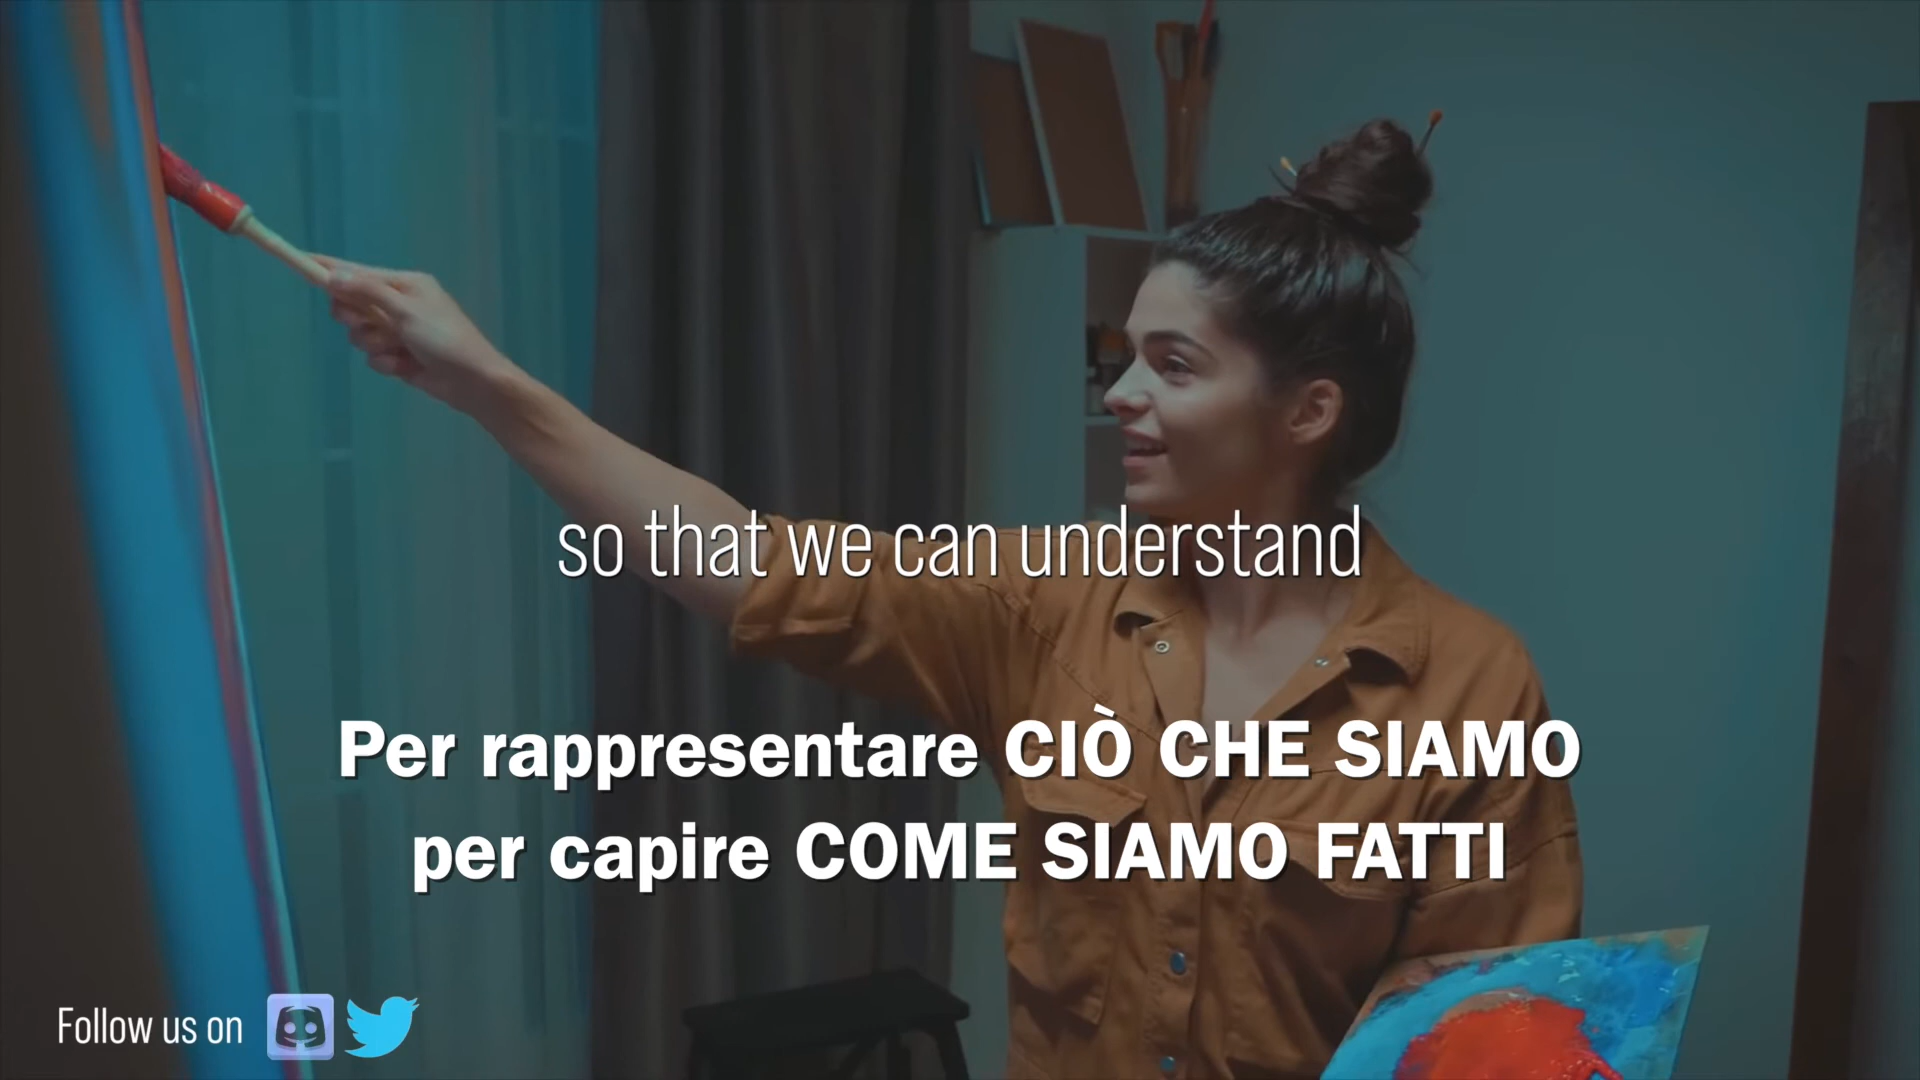 so that we can understand
Per rappresentare CIÒ CHE SIAMO
per capire COME SIAMO FATTI
Follow us on